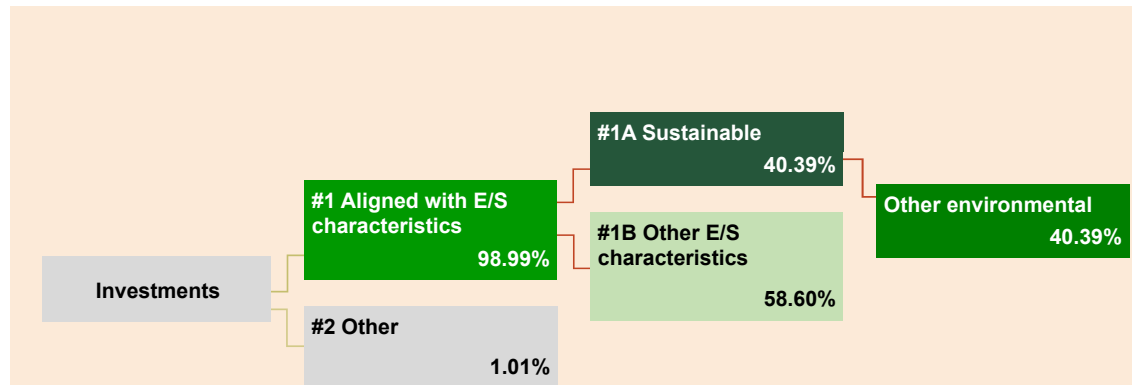 Investments
#1 Aligned with E/S
characteristics
98.99%
#2 Other
1.01%
#1A Sustainable
40.39%
#1B Other E/S
characteristics
58.60%
Other environmental
40.39%